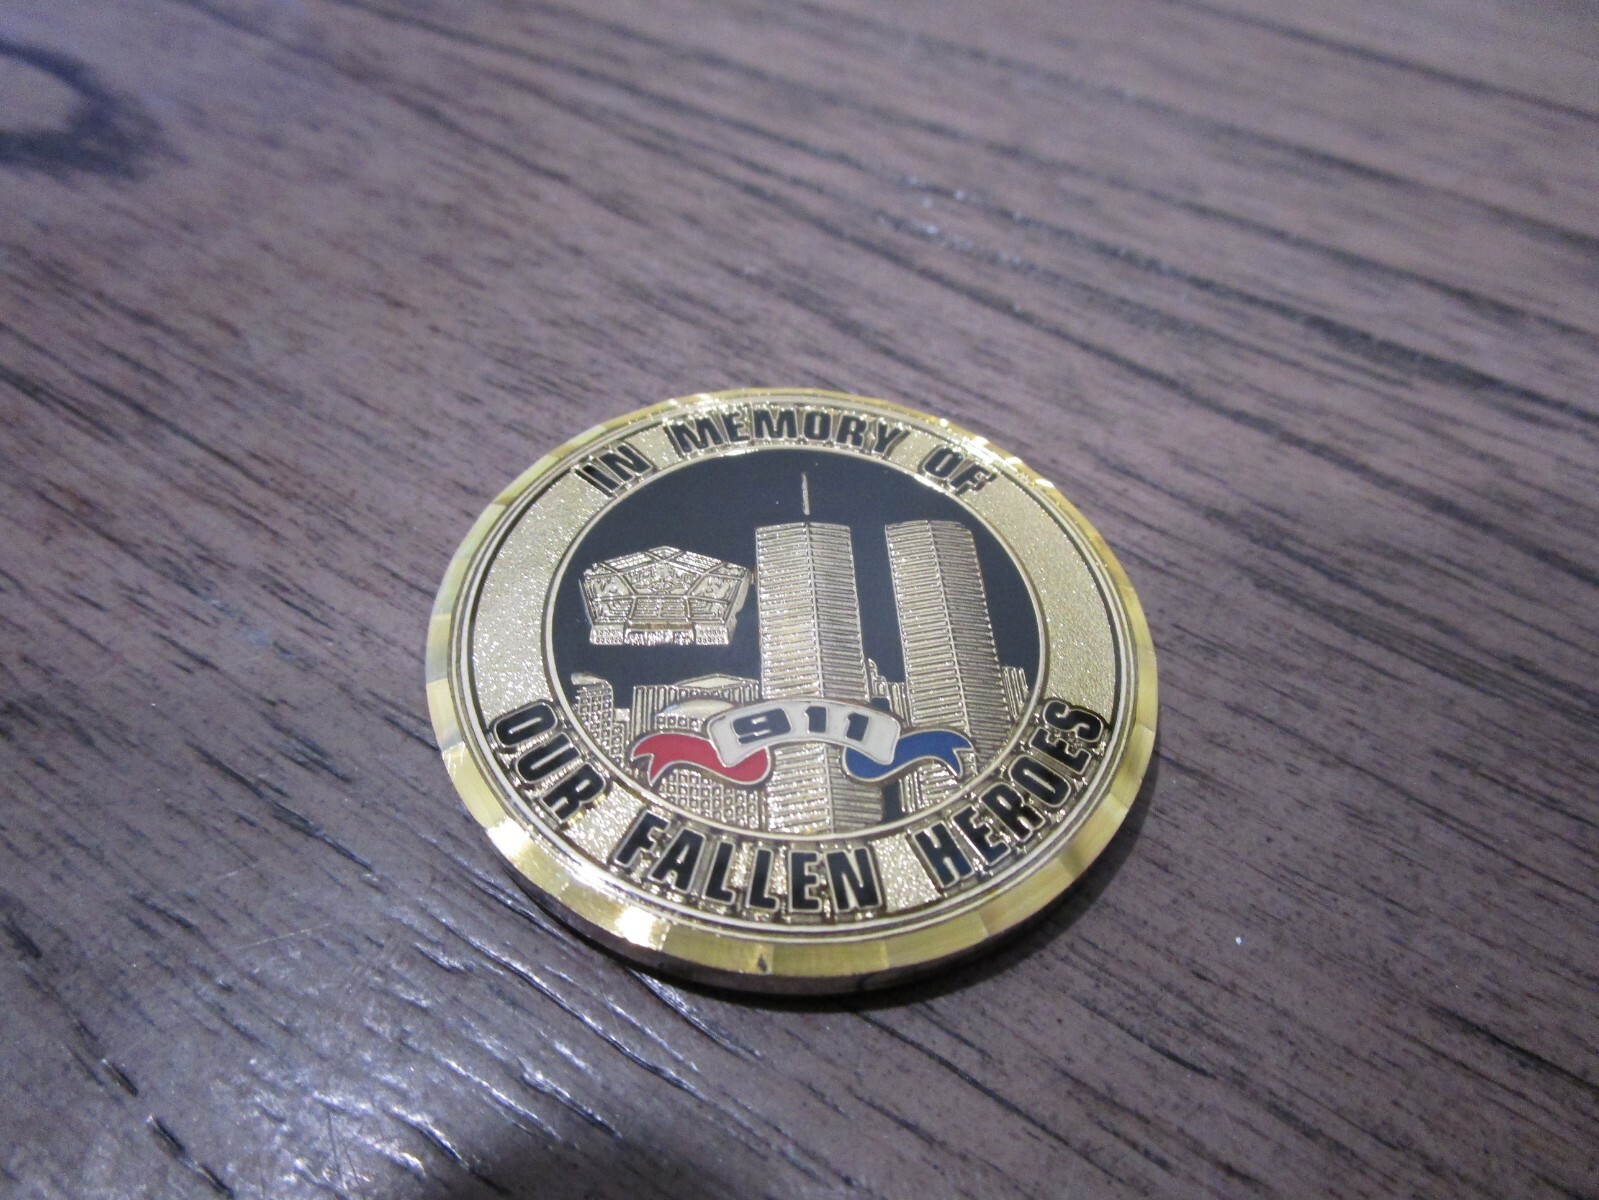 IN MEMORY OF
911
OUR FALLEN HEROES